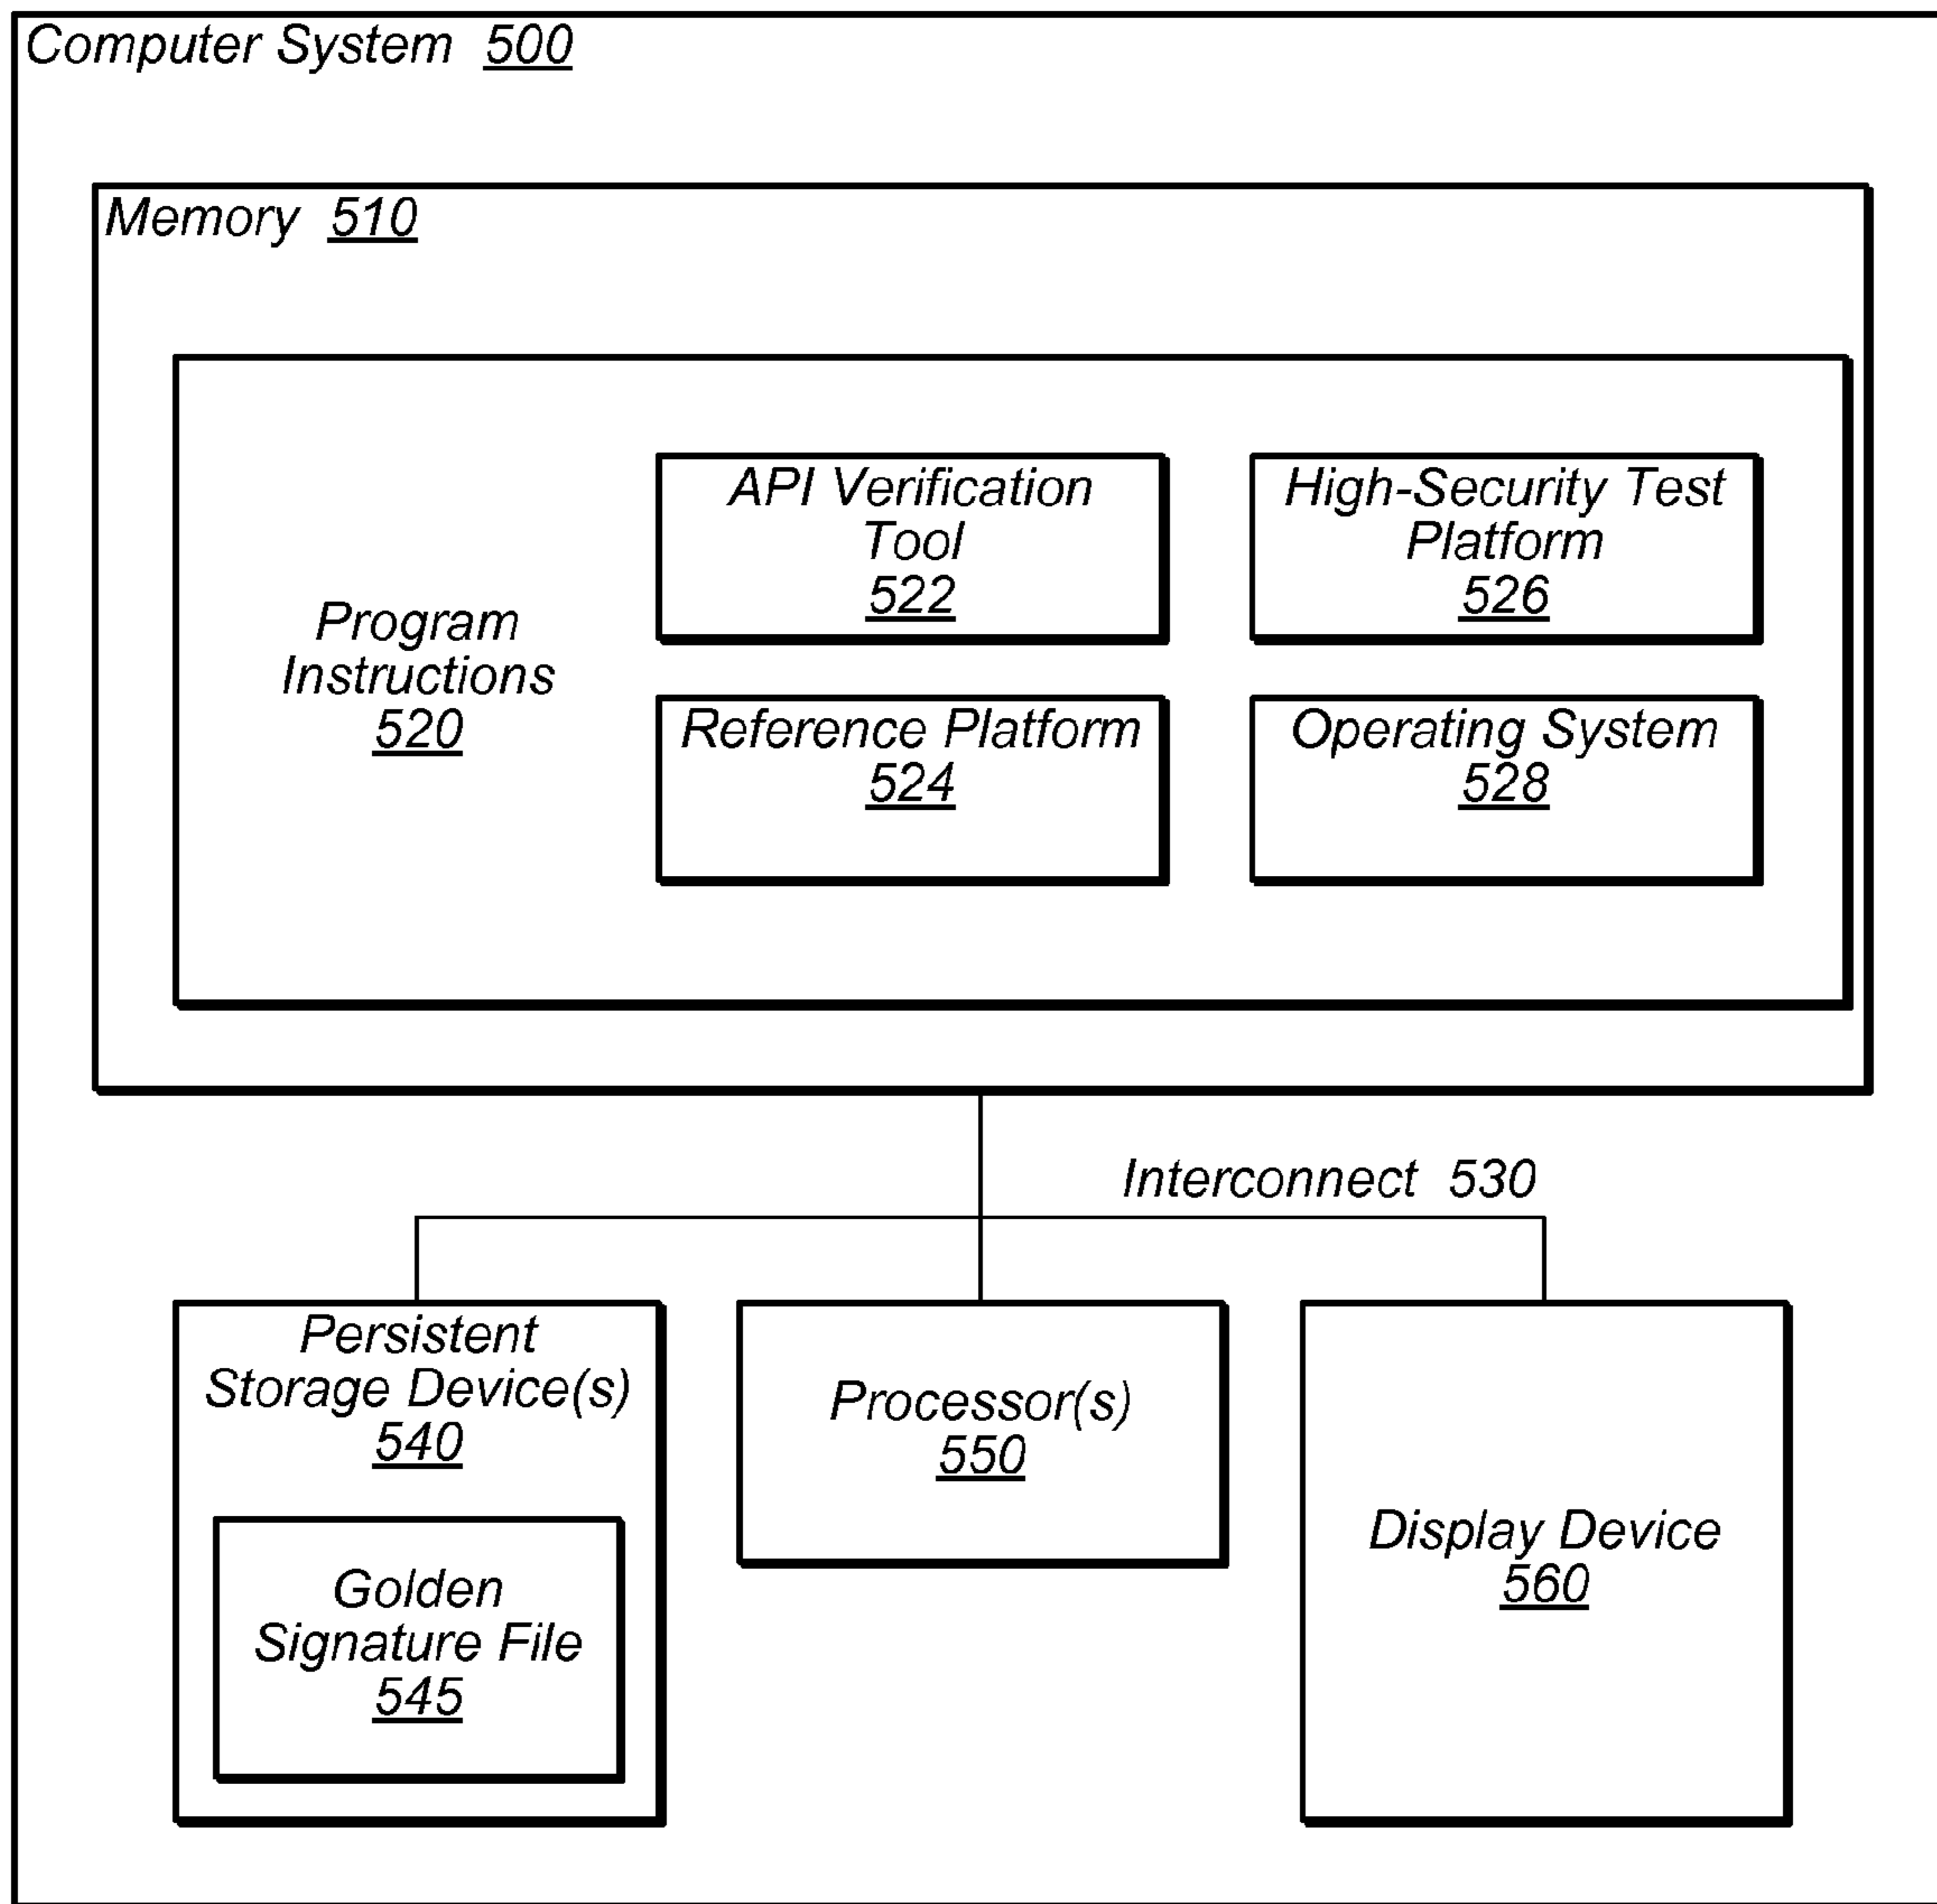 Computer System 500
Memory 510
Program
Instructions
520
API Verification
Tool
522
High-Security Test
Platform
526
Reference Platform
524
Operating System
528
Interconnect 530
Persistent
Storage Device(s)
540
Golden
Signature File
545
Processor(s)
550
Display Device
560